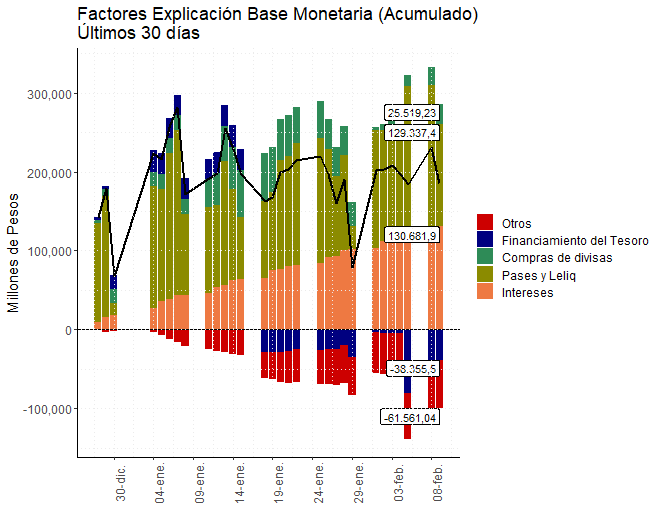 Factores Explicación Base Monetaria (Acumulado)
Últimos 30 días
Millones de Pesos
300,000
200,000
100,000
0
-100,000
25.519,23
129.337,4
130.681,9
-38.355,5
-61.561,04
30-dic.
04-ene.
09-ene.
14-ene.
19-ene.
24-ene.
29-ene.
03-feb.
08-feb.
Otros
Financiamiento del Tesoro
Compras de divisas
Pases y Leliq
Intereses